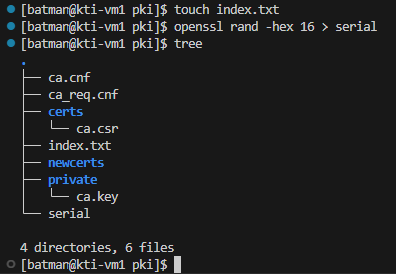 [batman@kti-vm1 pki]$ touch index.txt
[batman@kti-vm1 pki]$ openssl rand -hex 16 > serial
[batman@kti-vm1 pki]$ tree
.
├── ca.cnf
├── ca_req.cnf
├── certs
│   └── ca.csr
├── index.txt
├── newcerts
├── private
│   └── ca.key
└── serial
4 directories, 6 files
[batman@kti-vm1 pki]$